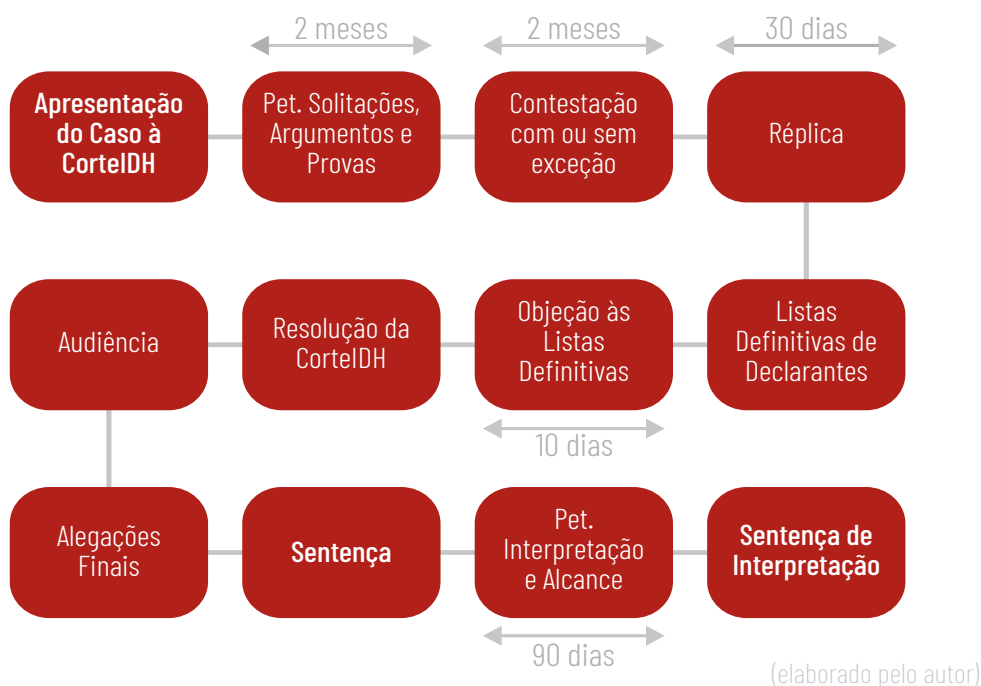 2 meses
2 meses
30 dias
Apresentação
do Caso à
CorteIDH
Pet. Solitações,
Argumentos e
Provas
Contestação
com ou sem
exceção
Réplica
Audiência
Resolução da
CorteIDH
Objeção às
Listas
Definitivas
Listas
Definitivas de
Declarantes
10 dias
Alegações
Finais
Sentença
Pet.
Interpretação
e Alcance
Sentença de
Interpretação
90 dias
(elaborado pelo autor)